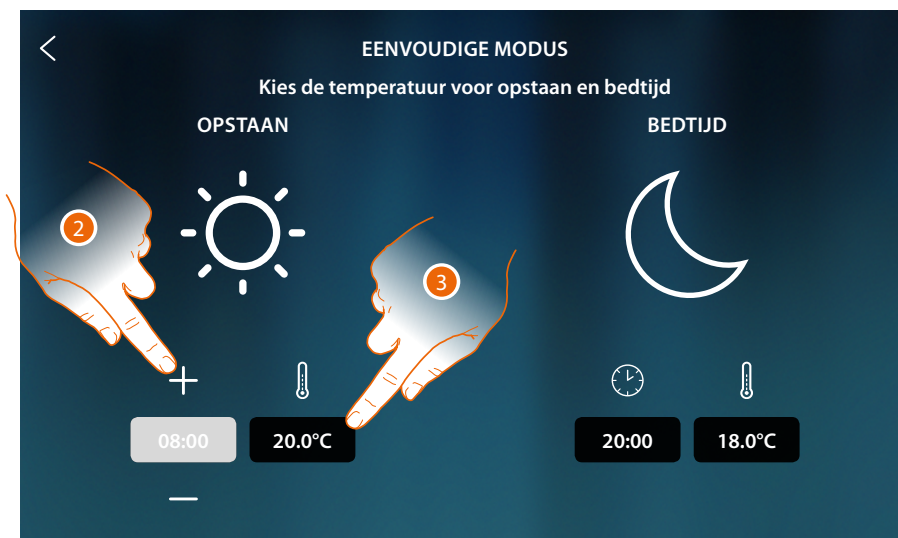 EENVOUDIGE MODUS
Kies de temperatuur voor opstaan en bedtijd
OPSTAAN
BEDTIJD
2
3
08:00
20.0°C
20:00
18.0°C